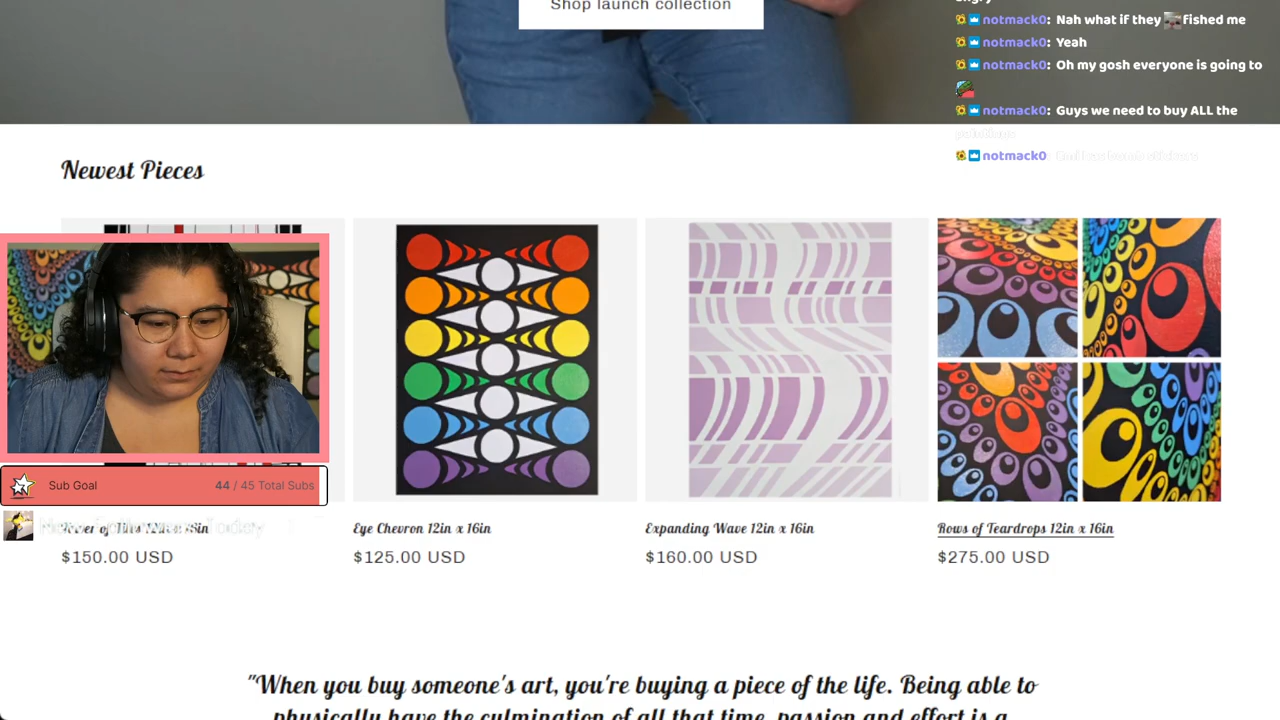 Shop launch collection
notmack0: Nah what if they fished me
notmack0: Yeah
notmack0: Oh my gosh everyone is going to
notmack0: Guys we need to buy ALL the
notmack0:
Newest Pieces
Sub Goal 44 / 45 Total Subs
Eye Chevron 12in x 16in
Expanding Wave 12in x 16in
Rows of Teardrops 12in x 16in
$150.00 USD
$125.00 USD
$160.00 USD
$275.00 USD
"When you buy someone's art, you're buying a piece of the life. Being able to
physically have the culmination of all that time, passion and effort is a